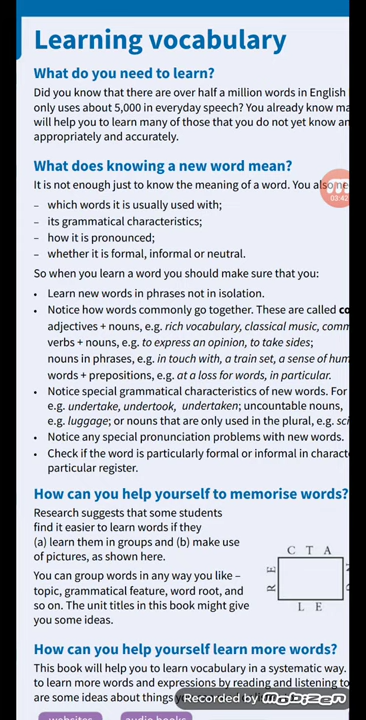 Learning vocabulary
What do you need to learn?
Did you know that there are over half a million words in English
only uses about 5,000 in everyday speech? You already know
will help you to learn many of those that you do not yet know
appropriately and accurately.
What does knowing a new word mean?
It is not enough just to know the meaning of a word. You also
– which words it is usually used with;
– its grammatical characteristics;
03:42
– how it is pronounced;
– whether it is formal, informal or neutral.
So when you learn a word you should make sure that you:
• Learn new words in phrases not in isolation.
• Notice how words commonly go together. These are called
adjectives + nouns, e.g. rich vocabulary, classical music,
verbs + nouns, e.g. to express an opinion, to take sides;
nouns in phrases, e.g. in touch with, a train set, a sense of
words + prepositions, e.g. at a loss for words, in particular.
• Notice special grammatical characteristics of new words. For
e.g. undertake, undertook, undertaken; uncountable nouns,
e.g. luggage; or nouns that are only used in the plural, e.g.
• Notice any special pronunciation problems with new words.
• Check if the word is particularly formal or informal in
particular register.
How can you help yourself to memorise words?
Research suggests that some students
find it easier to learn words if they
(a) learn them in groups and (b) make use
of pictures, as shown here.
C T A
R E
L E
You can group words in any way you like –
topic, grammatical feature, word root, and
so on. The unit titles in this book might give
you some ideas.
How can you help yourself learn more words?
This book will help you to learn vocabulary in a systematic way.
to learn more words and expressions by reading and listening to
are some ideas about things
Recorded by Mobizen
websites
audio books